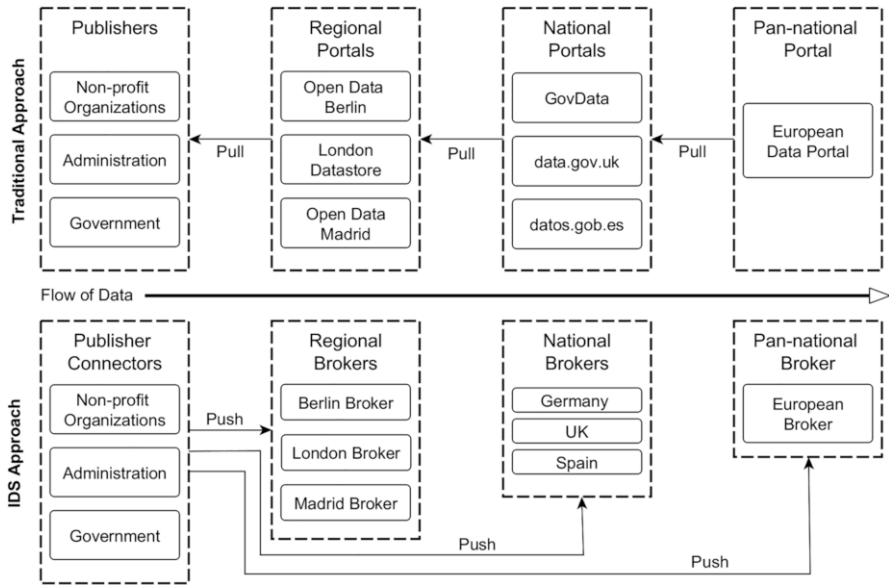 Traditional Approach
Publishers
Non-profit
Organizations
Administration
Government
Pull
Regional
Portals
Open Data
Berlin
London
Datastore
Open Data
Madrid
Pull
National
Portals
GovData
data.gov.uk
datos.gob.es
Pull
Pan-national
Portal
European
Data Portal
Flow of Data
IDS Approach
Publisher
Connectors
Non-profit
Organizations
Administration
Government
Push
Regional
Brokers
Berlin Broker
London Broker
Madrid Broker
Push
National
Brokers
Germany
UK
Spain
Push
Pan-national
Broker
European
Broker